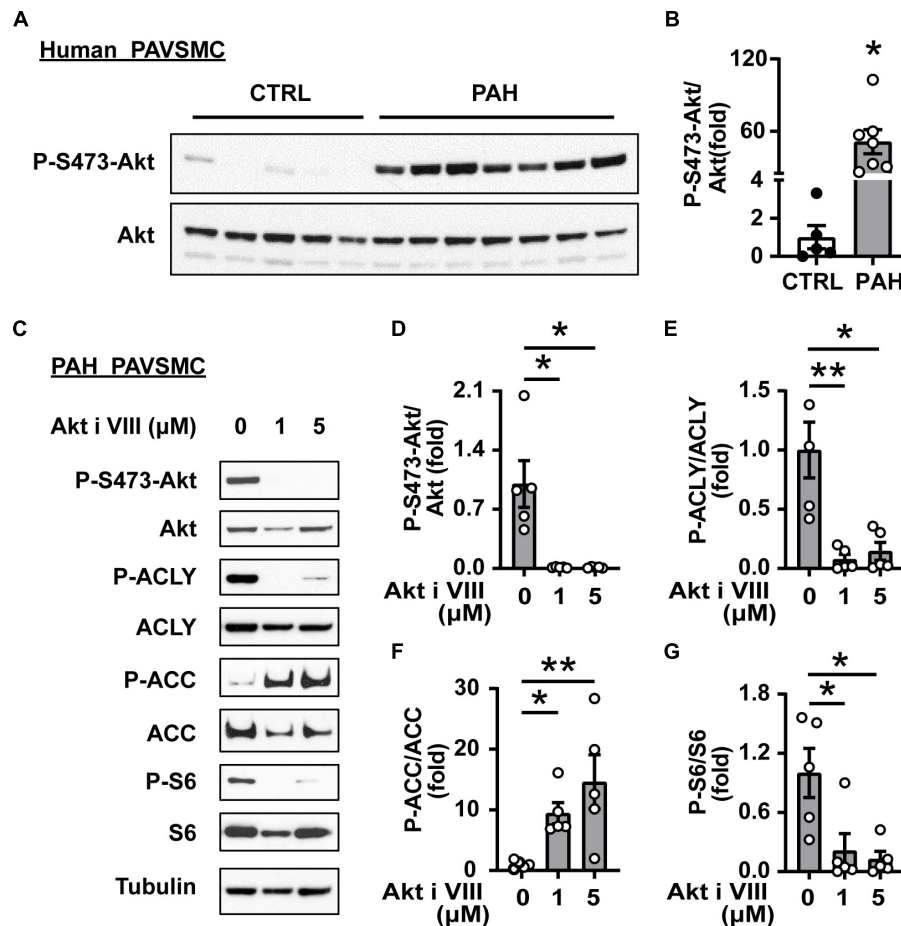 A
Human PAVSMC
CTRL PAH
P-S473-Akt
Akt
B
*
P-S473-Akt/
Akt(fold)
120
60
4
2
0
CTRL PAH
C
PAH PAVSMC
Akt i VIII (μM) 0 1 5
P-S473-Akt
Akt
P-ACLY
ACLY
P-ACC
ACC
P-S6
S6
Tubulin
D
*
*
P-S473-Akt/
Akt (fold)
2.1
1.4
0.7
0.0
Akt i VIII 0 1 5
(μM)
E
*
**
P-ACLY/ACLY
(fold)
1.5
1.0
0.5
0.0
Akt i VIII 0 1 5
(μM)
F
**
*
P-ACC/ACC
(fold)
30
20
10
0
Akt i VIII 0 1 5
(μM)
G
*
*
P-S6/S6
(fold)
1.8
1.2
0.6
0.0
Akt i VIII 0 1 5
(μM)